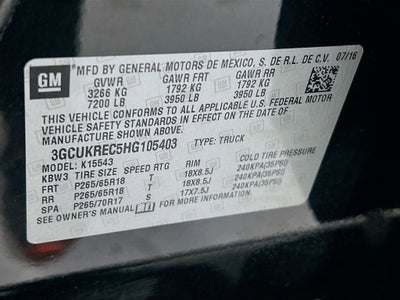 GM
MFD BY GENERAL MOTORS DE MEXICO, S. DE R.L. DE C.V. 07/16
GVWR GAWR FRT GAWR RR
3266 KG 1792 KG 1792 KG
7200 LB 3950 LB 3950 LB
THIS VEHICLE CONFORMS TO ALL APPLICABLE U.S. FEDERAL MOTOR
VEHICLE SAFETY, BUMPER, AND THEFT PREVENTION STANDARDS
IN EFFECT ON THE DATE OF MANUFACTURE SHOWN ABOVE.
3GCUKREC5HG105403 TYPE: TRUCK
MODEL: K15543
KBW3 TIRE SIZE SPEED RTG RIM COLD TIRE PRESSURE
FRT P265/65R18 T 18X8.5J 240KPA(35PSI)
RR P265/65R18 T 18X8.5J 240KPA(35PSI)
SPA P265/70R17 S 17X7.5J 240KPA(35PSI)
SEE OWNER'S MANUAL FOR MORE INFORMATION.